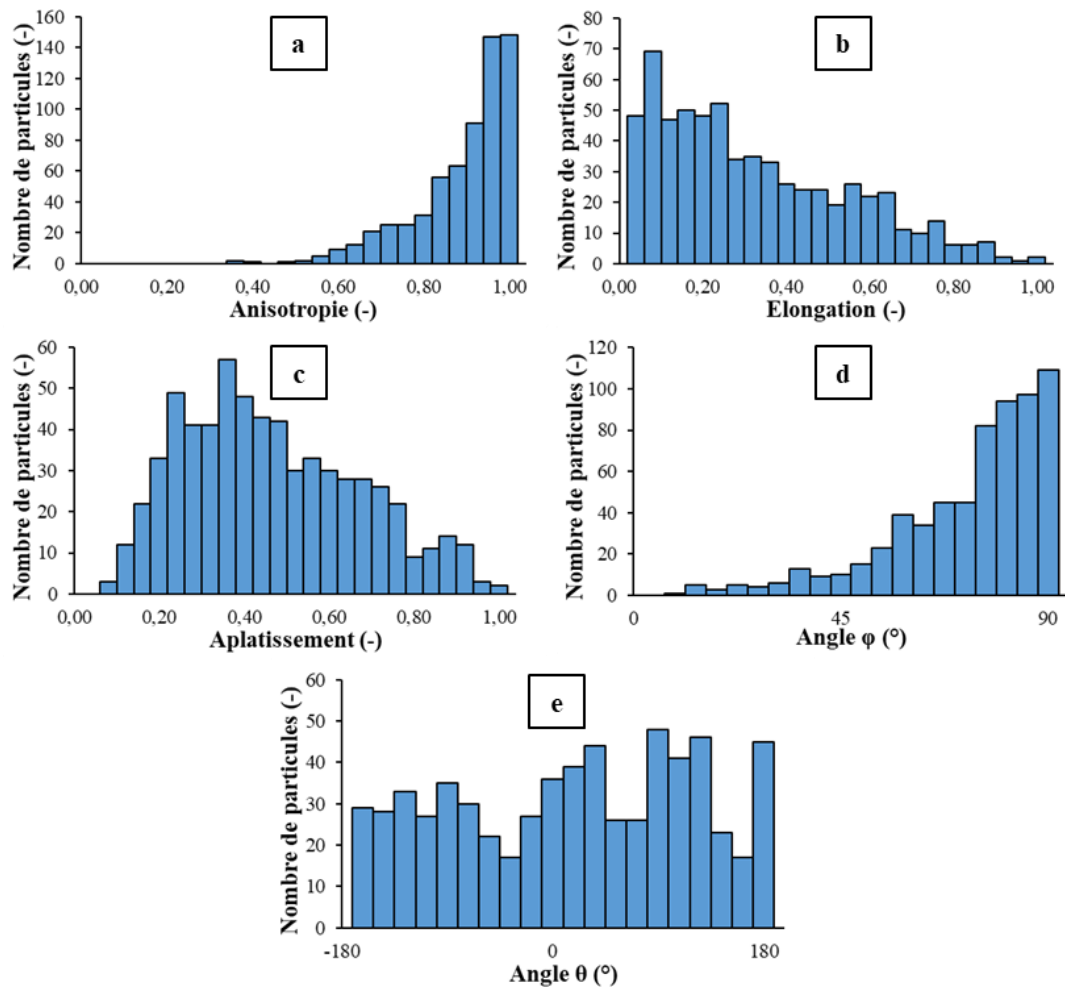 a
Nombre de particules (-)
160
140
120
100
80
60
40
20
0
0,00 0,20 0,40 0,60 0,80 1,00
Anisotropie (-)
b
Nombre de particules (-)
80
70
60
50
40
30
20
10
0
0,00 0,20 0,40 0,60 0,80 1,00
Elongation (-)
c
Nombre de particules (-)
60
50
40
30
20
10
0
0,00 0,20 0,40 0,60 0,80 1,00
Aplatissement (-)
d
Nombre de particules (-)
120
100
80
60
40
20
0
0 45 90
Angle φ (°)
e
Nombre de particules (-)
60
50
40
30
20
10
0
-180 0 180
Angle θ (°)